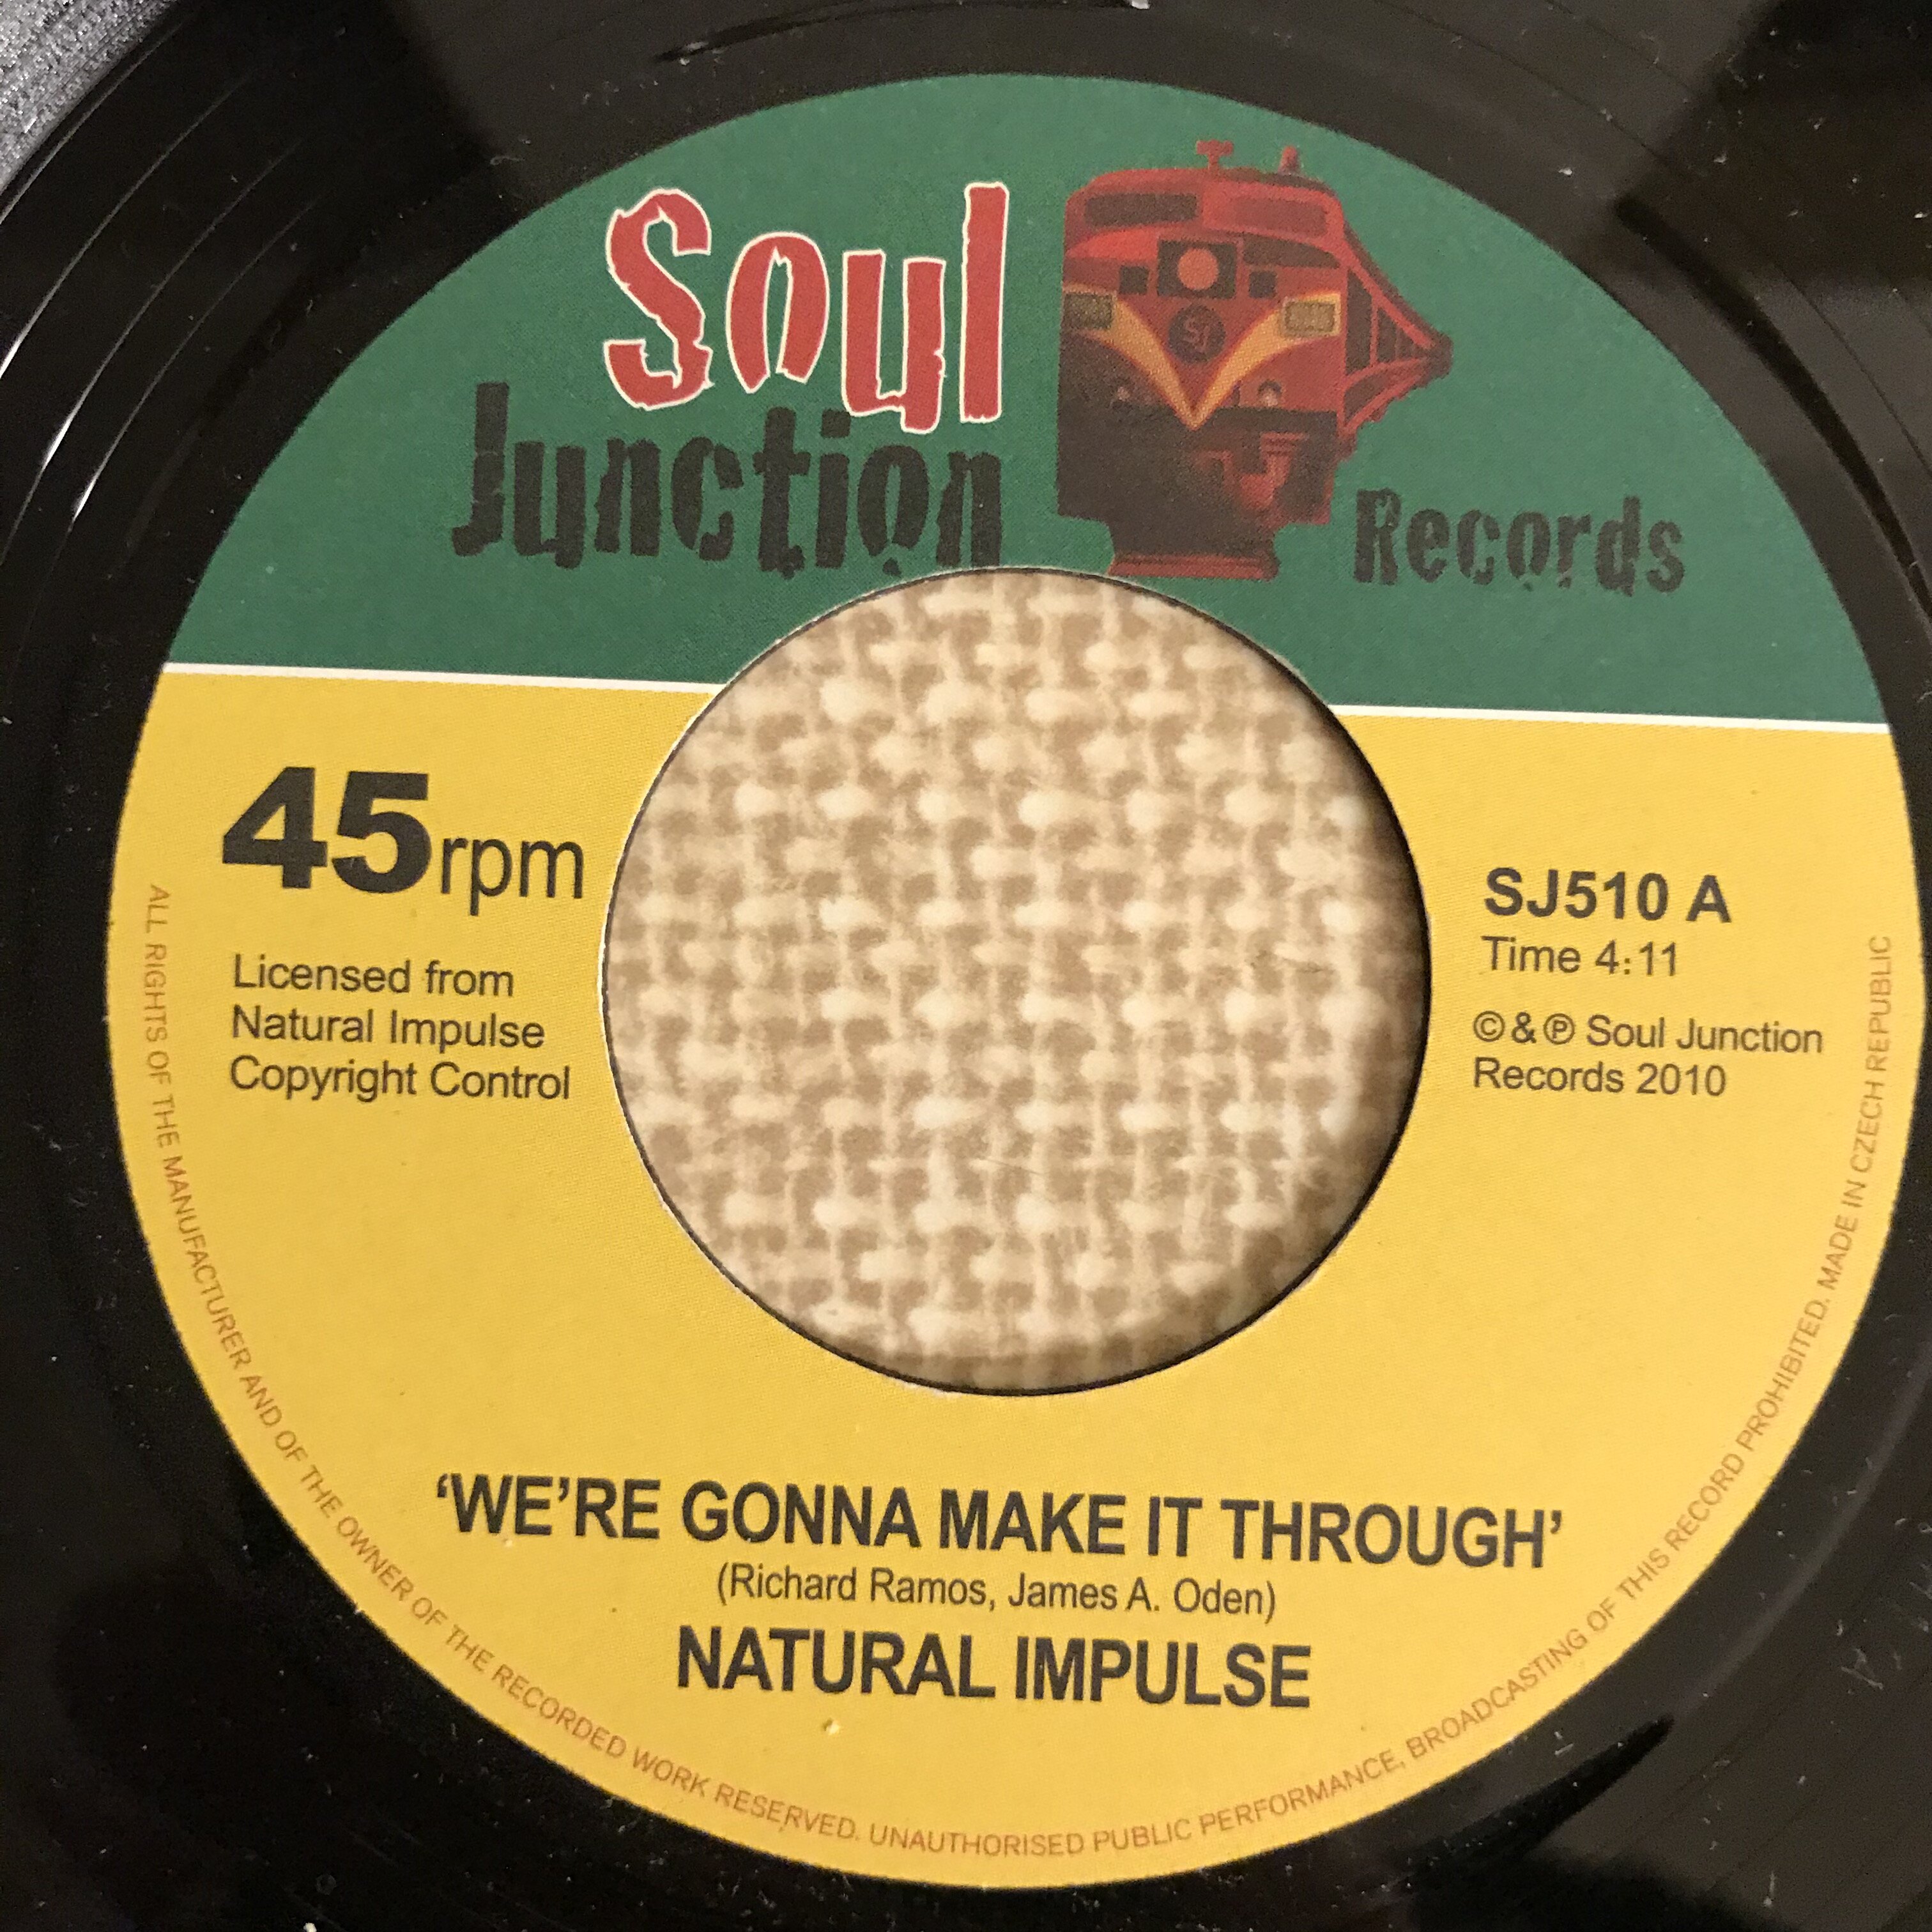 Soul
Junction
Records
SJ
45rpm
Licensed from
Natural Impulse
Copyright Control
SJ510 A
Time 4:11
©&℗ Soul Junction
Records 2010
‘WE’RE GONNA MAKE IT THROUGH’
(Richard Ramos, James A. Oden)
NATURAL IMPULSE
ALL RIGHTS OF THE MANUFACTURER AND OF THE OWNER OF THE RECORDED WORK RESERVED. UNAUTHORISED PUBLIC PERFORMANCE, BROADCASTING OF THIS RECORD PROHIBITED. MADE IN CZECH REPUBLIC